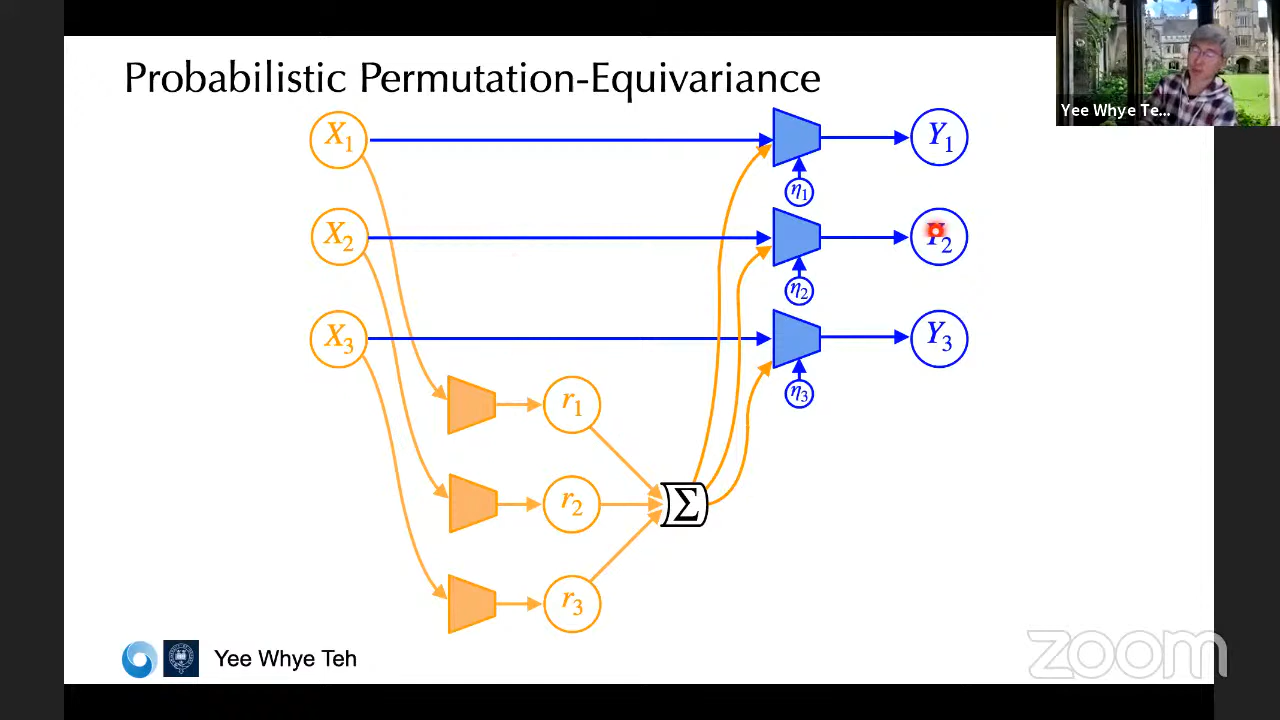 Probabilistic Permutation-Equivariance
Yee Whye Te...
X1
Y1
η1
X2
Y2
η2
X3
Y3
η3
r1
r2
Σ
r3
Yee Whye Teh
zoom